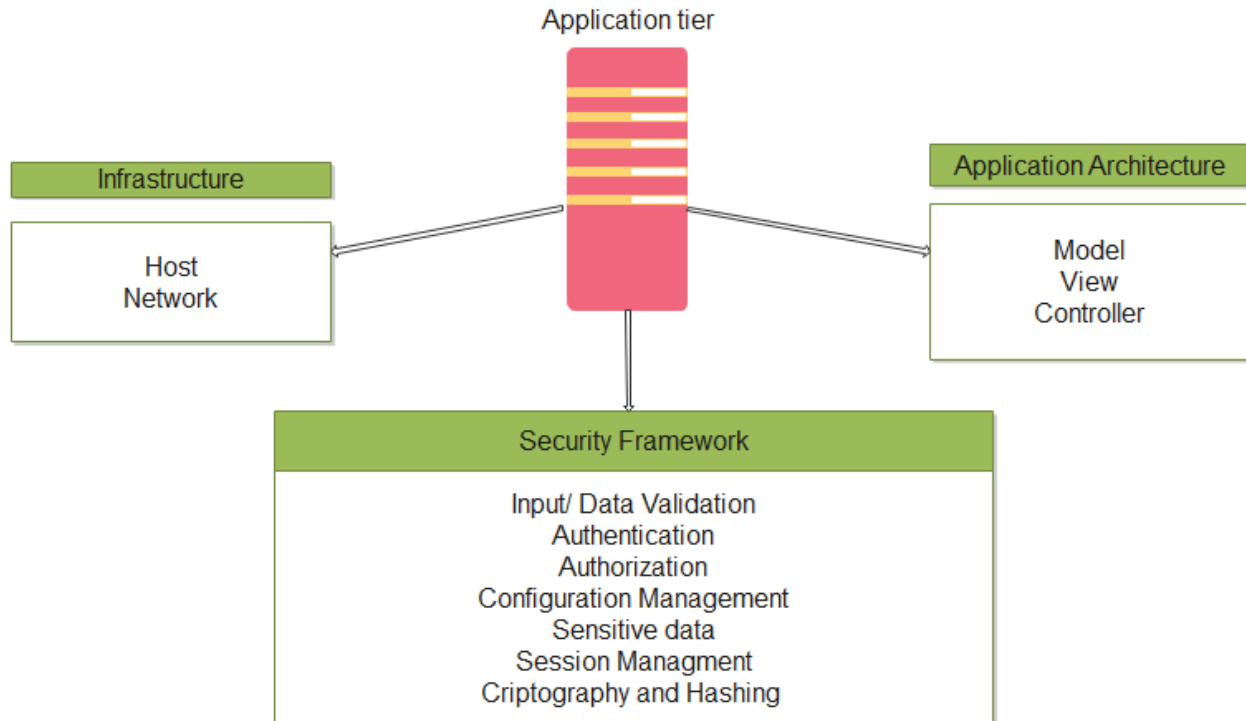 Application tier
Infrastructure
Host
Network
Application Architecture
Model
View
Controller
Security Framework
Input/ Data Validation
Authentication
Authorization
Configuration Management
Sensitive data
Session Managment
Criptography and Hashing